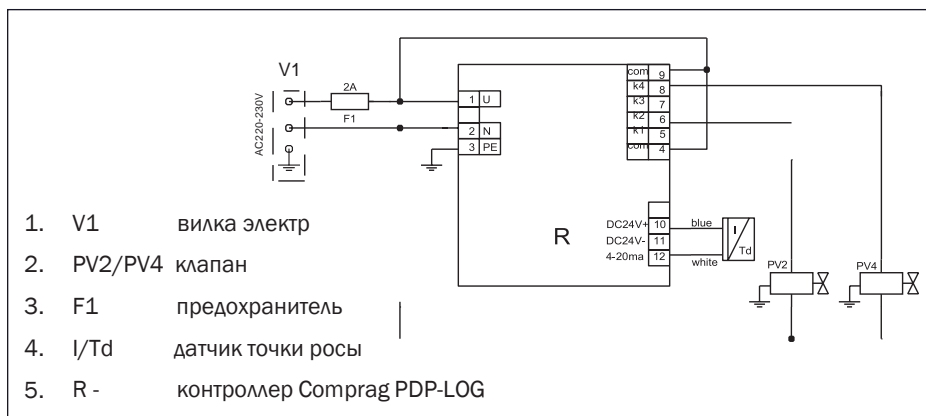 V1
2A
F1
AC220-230V
1 U
2 N
3 PE
com 9
k4 8
k3 7
k2 6
k1 5
com 4
R
DC24V+ 10 blue
DC24V- 11
4-20ma 12 white
I/Td
PV2
PV4
1. V1 вилка электр
2. PV2/PV4 клапан
3. F1 предохранитель
4. I/Td датчик точки росы
5. R - контроллер Comprag PDP-LOG